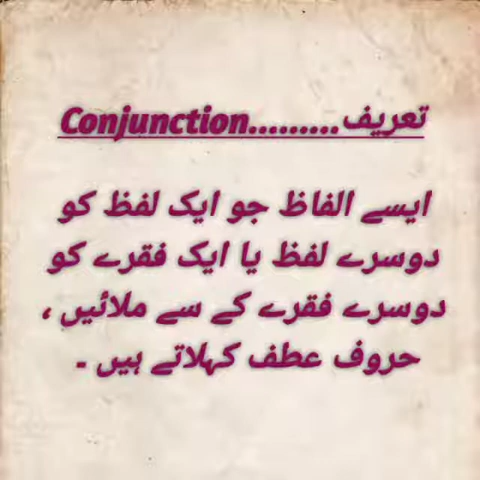 تعریف.........Conjunction
ایسے الفاظ جو ایک لفظ کو
دوسرے لفظ یا ایک فقرے کو
دوسرے فقرے کے سے ملائیں ،
حروف عطف کہلاتے ہیں ۔